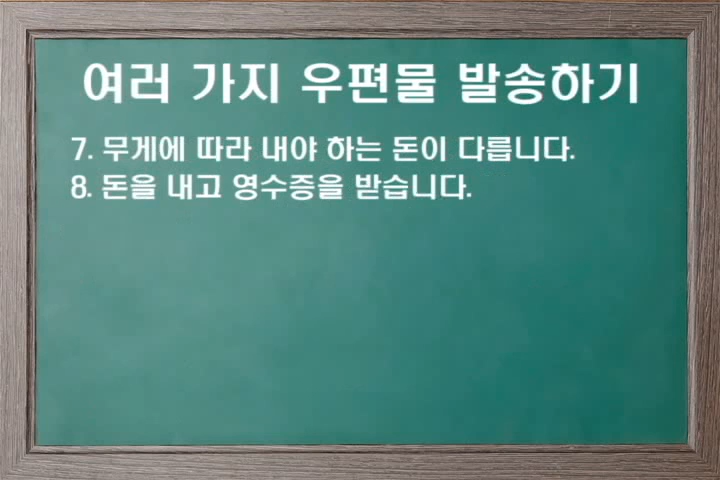 여러 가지 우편물 발송하기
7. 무게에 따라 내야 하는 돈이 다릅니다.
8. 돈을 내고 영수증을 받습니다.